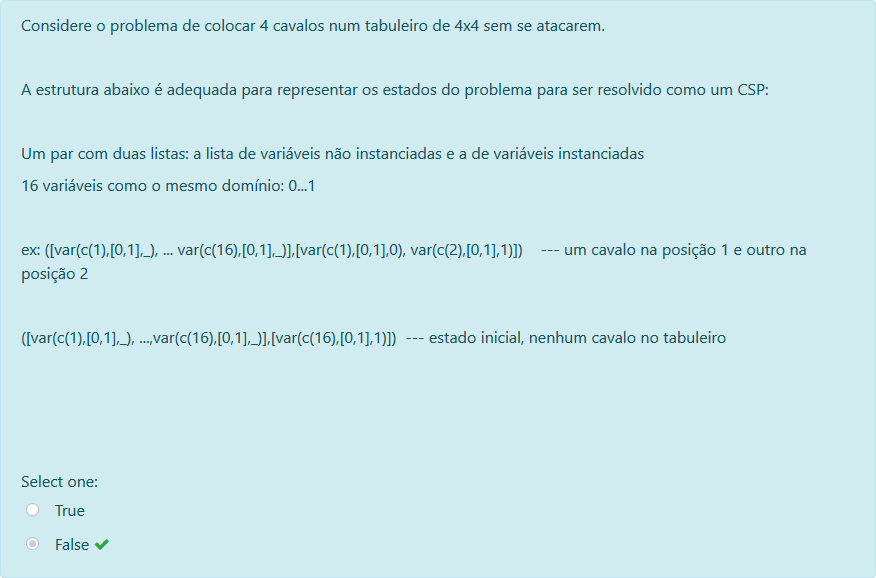 Considere o problema de colocar 4 cavalos num tabuleiro de 4x4 sem se atacarem.
A estrutura abaixo é adequada para representar os estados do problema para ser resolvido como um CSP:
Um par com duas listas: a lista de variáveis não instanciadas e a de variáveis instanciadas
16 variáveis como o mesmo domínio: 0...1
ex: ([var(c(1),[0,1],_), ... var(c(16),[0,1],_)],[var(c(1),[0,1],0), var(c(2),[0,1],1)])    --- um cavalo na posição 1 e outro na
posição 2
([var(c(1),[0,1],_), ...,var(c(16),[0,1],_)],[var(c(16),[0,1],1)])  --- estado inicial, nenhum cavalo no tabuleiro
Select one:
True
False